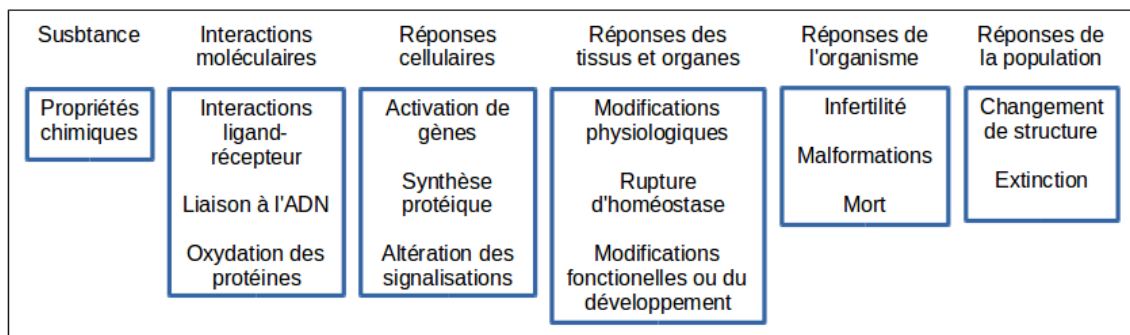 Susbtance
Interactions
moléculaires
Réponses
cellulaires
Réponses des
tissus et organes
Réponses de
l'organisme
Réponses de
la population
Propriétés
chimiques
Interactions
ligand-
récepteur
Liaison à l'ADN
Oxydation des
protéines
Activation de
gènes
Synthèse
protéique
Altération des
signalisations
Modifications
physiologiques
Rupture
d'homéostase
Modifications
fonctionelles ou du
développement
Infertilité
Malformations
Mort
Changement
de structure
Extinction